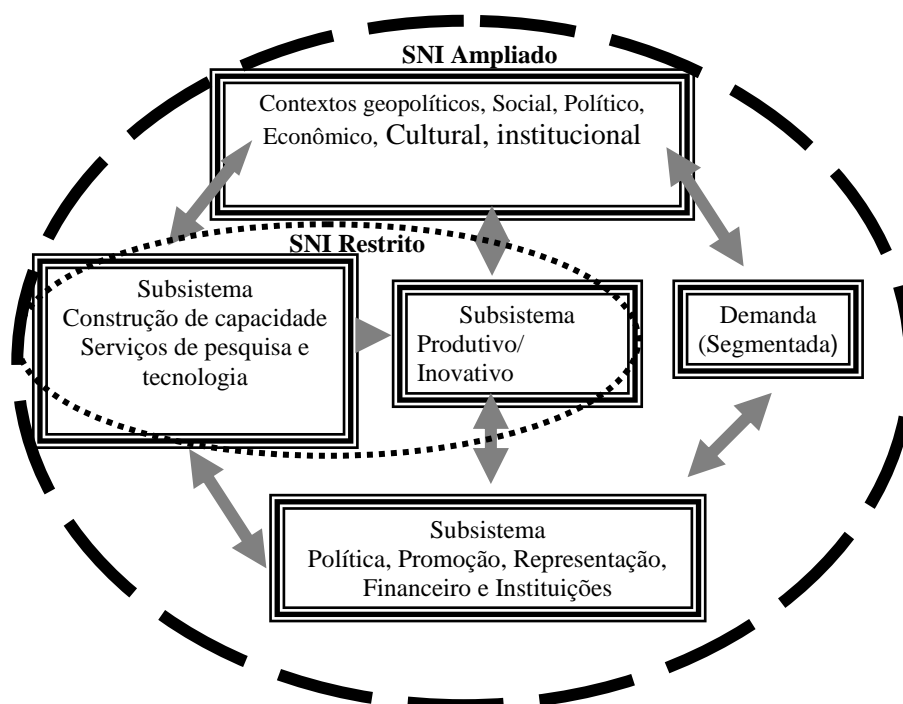 SNI Ampliado
Contextos geopolíticos, Social, Político,
Econômico, Cultural, institucional
SNI Restrito
Subsistema
Construção de capacidade
Serviços de pesquisa e
tecnologia
Subsistema
Produtivo/
Inovativo
Demanda
(Segmentada)
Subsistema
Política, Promoção, Representação,
Financeiro e Instituições